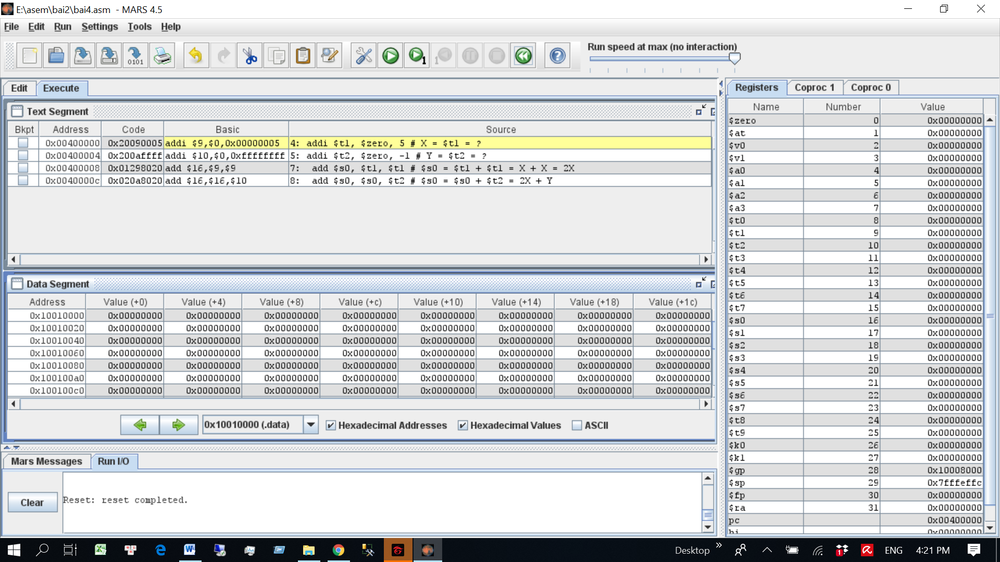 E:\asem\bai2\bai4.asm - MARS 4.5
File Edit Run Settings Tools Help
Run speed at max (no interaction)
Edit Execute
Text Segment
Bkpt Address Code Basic Source
0x00400000 0x20090005 addi $9,$0,0x00000005 4: addi $t1, $zero, 5 # X = $t1 = ?
0x00400004 0x200affff addi $10,$0,0xffffffff 5: addi $t2, $zero, -1 # Y = $t2 = ?
0x00400008 0x01298020 add $16,$9,$9 7: add $s0, $t1, $t1 # $s0 = $t1 + $t1 = X + X = 2X
0x0040000c 0x020a8020 add $16,$16,$10 8: add $s0, $s0, $t2 # $s0 = $s0 + $t2 = 2X + Y
Data Segment
Address Value (+0) Value (+4) Value (+8) Value (+c) Value (+10) Value (+14) Value (+18) Value (+1c)
0x10010000 0x00000000 0x00000000 0x00000000 0x00000000 0x00000000 0x00000000 0x00000000 0x00000000
0x10010020 0x00000000 0x00000000 0x00000000 0x00000000 0x00000000 0x00000000 0x00000000 0x00000000
0x10010040 0x00000000 0x00000000 0x00000000 0x00000000 0x00000000 0x00000000 0x00000000 0x00000000
0x10010060 0x00000000 0x00000000 0x00000000 0x00000000 0x00000000 0x00000000 0x00000000 0x00000000
0x10010080 0x00000000 0x00000000 0x00000000 0x00000000 0x00000000 0x00000000 0x00000000 0x00000000
0x100100a0 0x00000000 0x00000000 0x00000000 0x00000000 0x00000000 0x00000000 0x00000000 0x00000000
0x100100c0 0x00000000 0x00000000 0x00000000 0x00000000 0x00000000 0x00000000 0x00000000 0x00000000
0x10010000 (.data) Hexadecimal Addresses Hexadecimal Values ASCII
Mars Messages Run I/O
Clear
Reset: reset completed.
Registers Coproc 1 Coproc 0
Name Number Value
$zero 0 0x00000000
$at 1 0x00000000
$v0 2 0x00000000
$v1 3 0x00000000
$a0 4 0x00000000
$a1 5 0x00000000
$a2 6 0x00000000
$a3 7 0x00000000
$t0 8 0x00000000
$t1 9 0x00000000
$t2 10 0x00000000
$t3 11 0x00000000
$t4 12 0x00000000
$t5 13 0x00000000
$t6 14 0x00000000
$t7 15 0x00000000
$s0 16 0x00000000
$s1 17 0x00000000
$s2 18 0x00000000
$s3 19 0x00000000
$s4 20 0x00000000
$s5 21 0x00000000
$s6 22 0x00000000
$s7 23 0x00000000
$t8 24 0x00000000
$t9 25 0x00000000
$k0 26 0x00000000
$k1 27 0x00000000
$gp 28 0x10008000
$sp 29 0x7fffeffc
$fp 30 0x00000000
$ra 31 0x00000000
pc 0x00400000
hi 0x00000000
Desktop ENG 4:21 PM